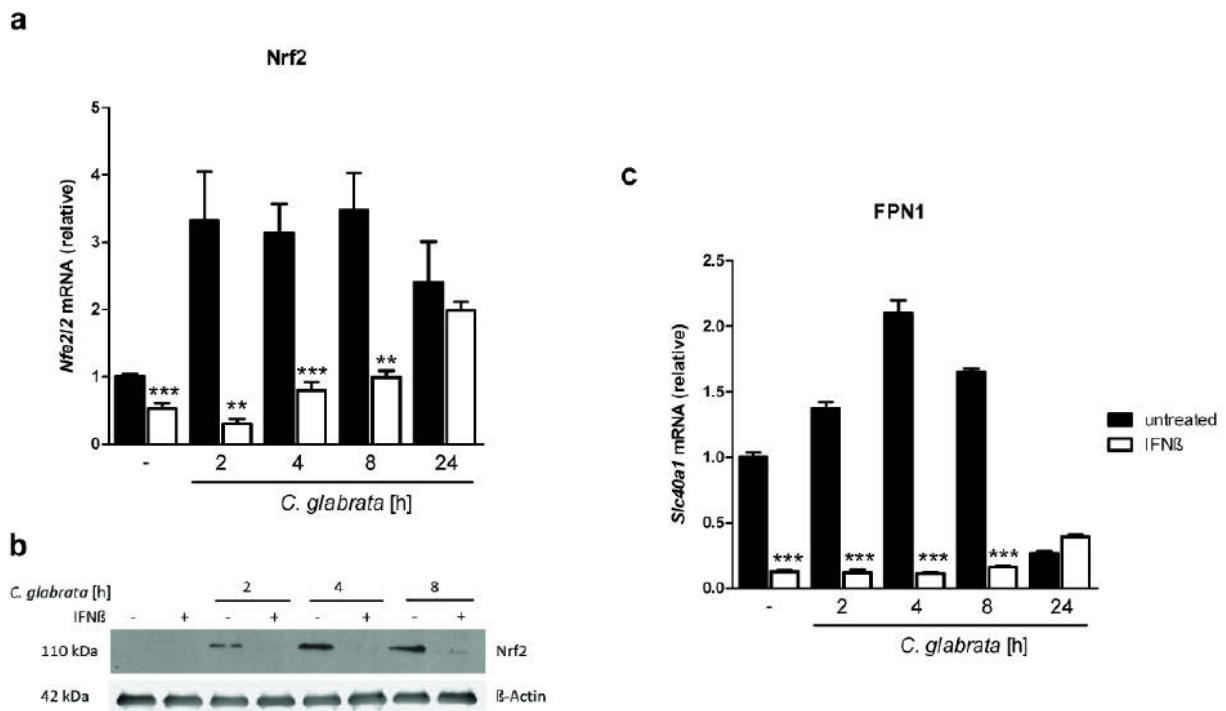 a
Nrf2
Nfe2l2 mRNA (relative)
5
4
3
2
1
0
***
**
***
**
- 2 4 8 24
C. glabrata [h]
b
C. glabrata [h] 2 4 8
IFNß - + - + - + - +
110 kDa Nrf2
42 kDa ß-Actin
c
FPN1
Slc40a1 mRNA (relative)
2.5
2.0
1.5
1.0
0.5
0.0
***
***
***
***
- 2 4 8 24
C. glabrata [h]
untreated
IFNß